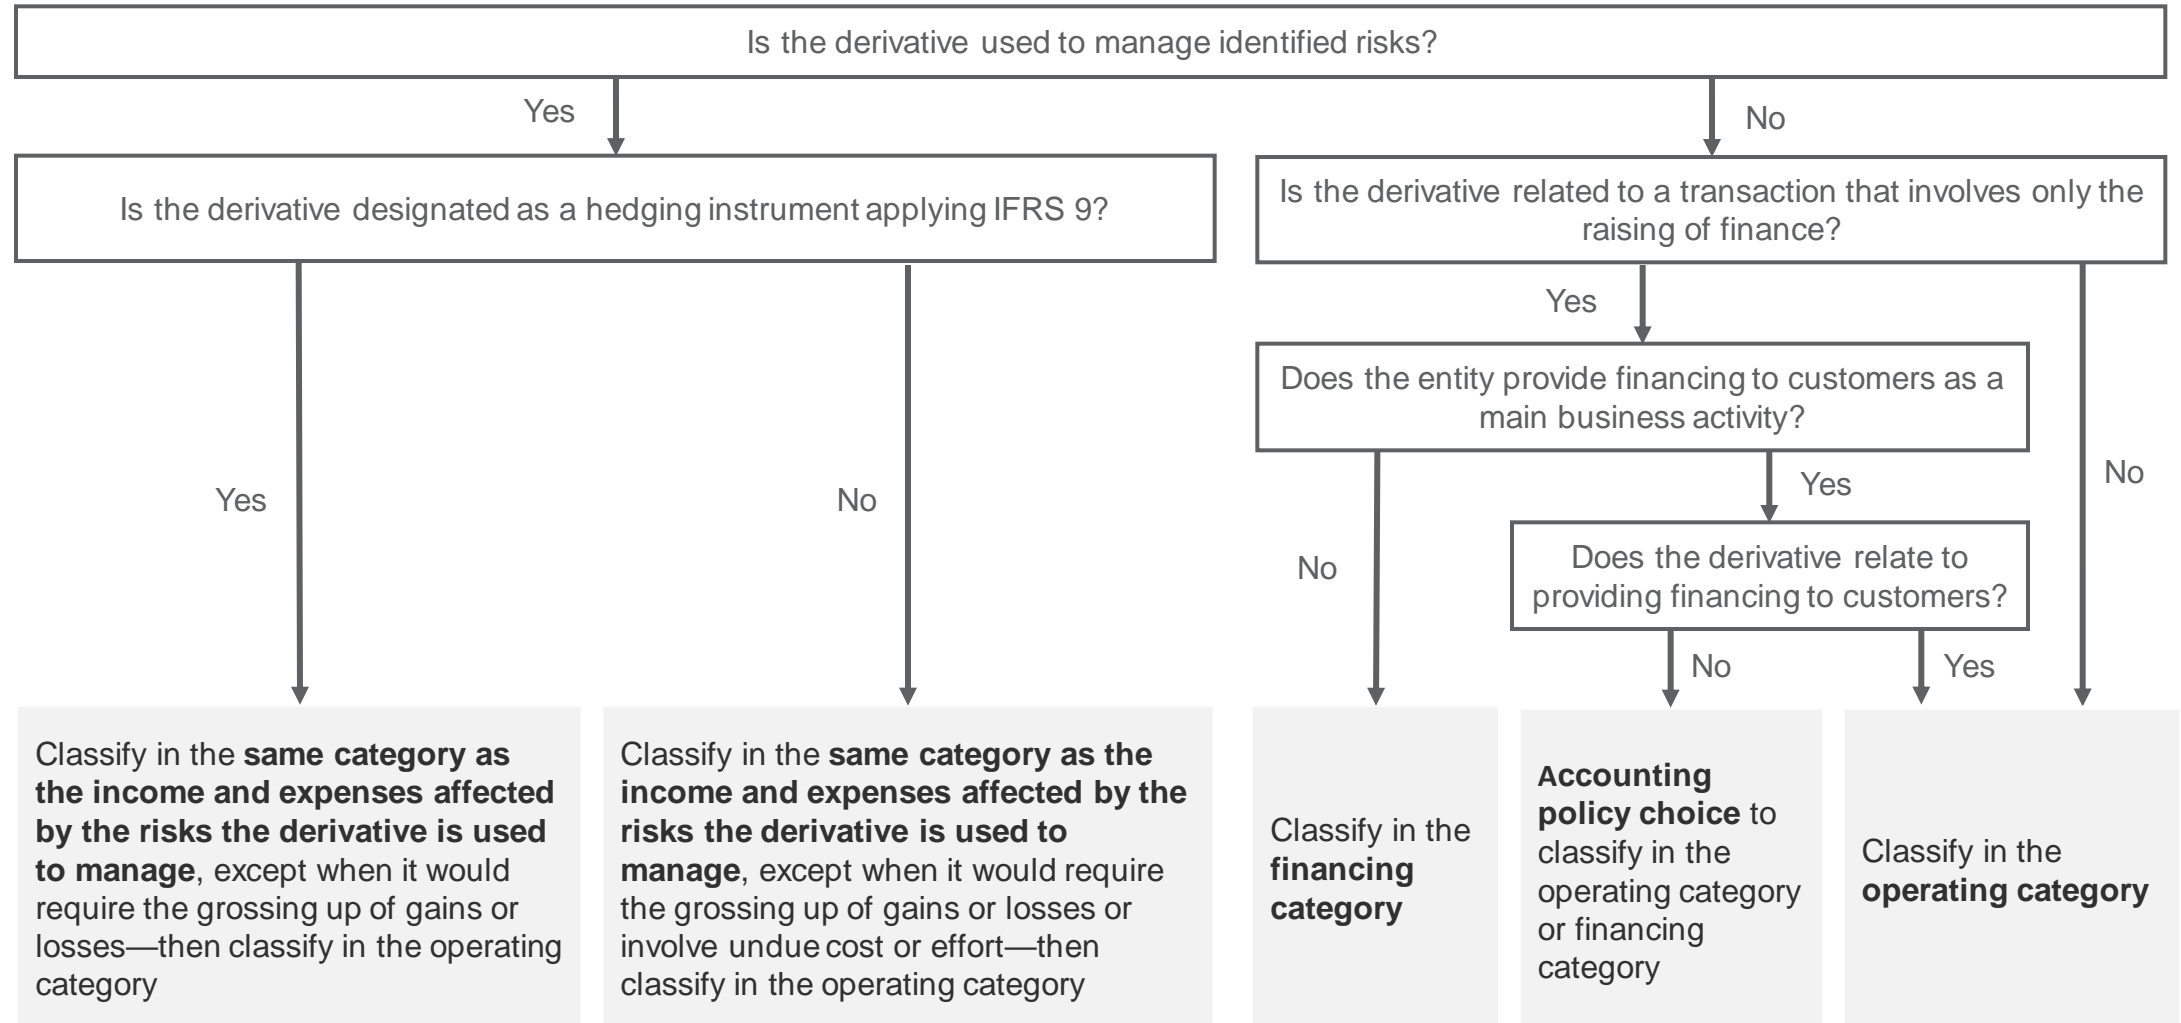 Is the derivative used to manage identified risks?
Yes
No
Is the derivative designated as a hedging instrument applying IFRS 9?
Is the derivative related to a transaction that involves only the
raising of finance?
Yes
Does the entity provide financing to customers as a
main business activity?
Yes
No
No
Yes
No
Does the derivative relate to
providing financing to customers?
No
Yes
Classify in the same category as
the income and expenses affected
by the risks the derivative is used
to manage, except when it would
require the grossing up of gains or
losses—then classify in the operating
category
Classify in the same category as the
income and expenses affected by the
risks the derivative is used to
manage, except when it would require
the grossing up of gains or losses or
involve undue cost or effort—then
classify in the operating category
Classify in the
financing
category
Accounting
policy choice to
classify in the
operating category
or financing
category
Classify in the
operating category